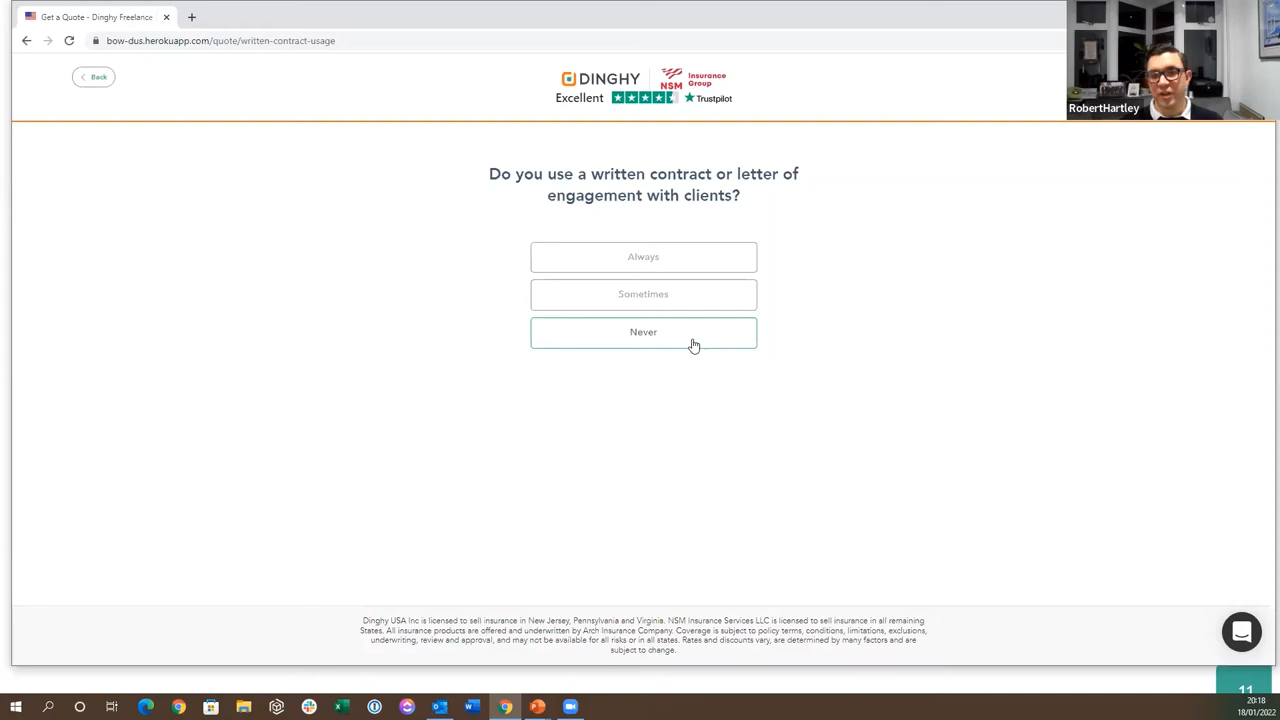 Get a Quote - Dinghy Freelance
bow-dus.herokuapp.com/quote/written-contract-usage
Back
DINGHY
NSM
Insurance
Group
Excellent
Trustpilot
RobertHartley
Do you use a written contract or letter of
engagement with clients?
Always
Sometimes
Never
Dinghy USA Inc is licensed to sell insurance in New Jersey, Pennsylvania and Virginia. NSM Insurance Services LLC is licensed to sell insurance in all remaining
States. All insurance products are offered and underwritten by Arch Insurance Company. Coverage is subject to policy terms, conditions, limitations, exclusions,
underwriting, review and approval, and may not be available for all risks or in all states. Rates and discounts vary, are determined by many factors and are
subject to change.
11
20:18
18/01/2022